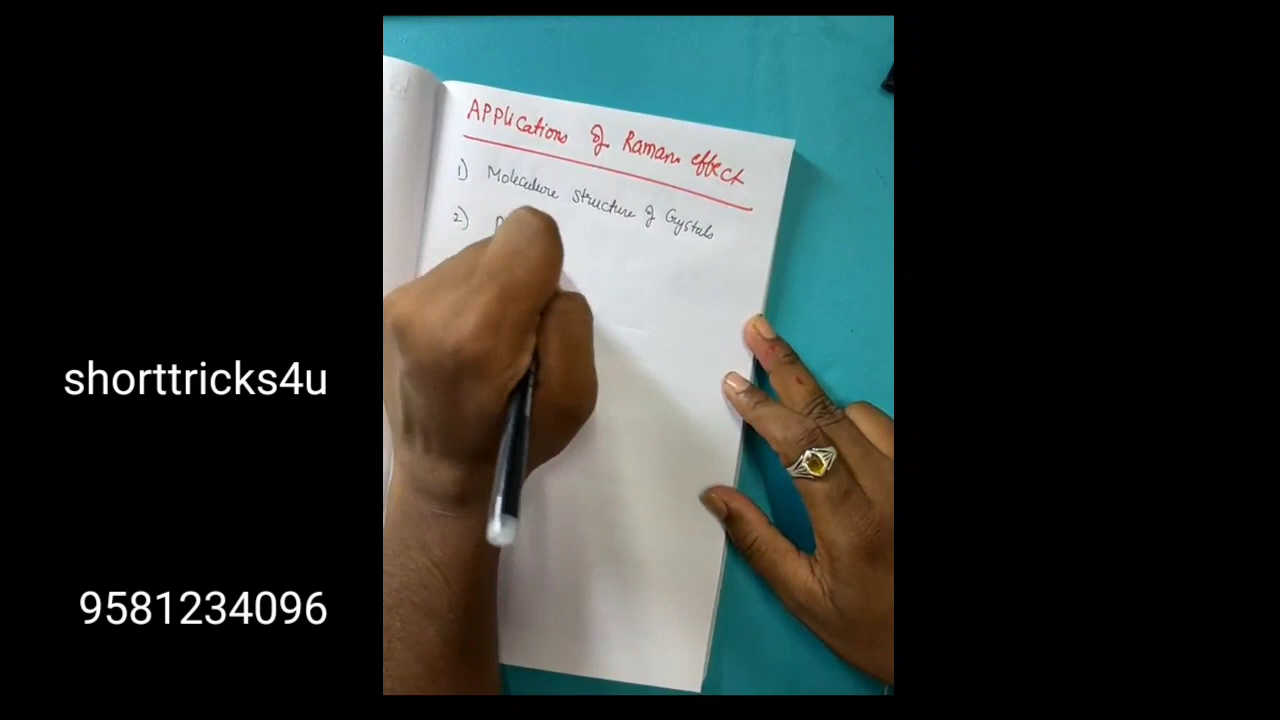 Applications of Raman effect
1) Moleculure structure of Crystals
2)
shorttricks4u
9581234096